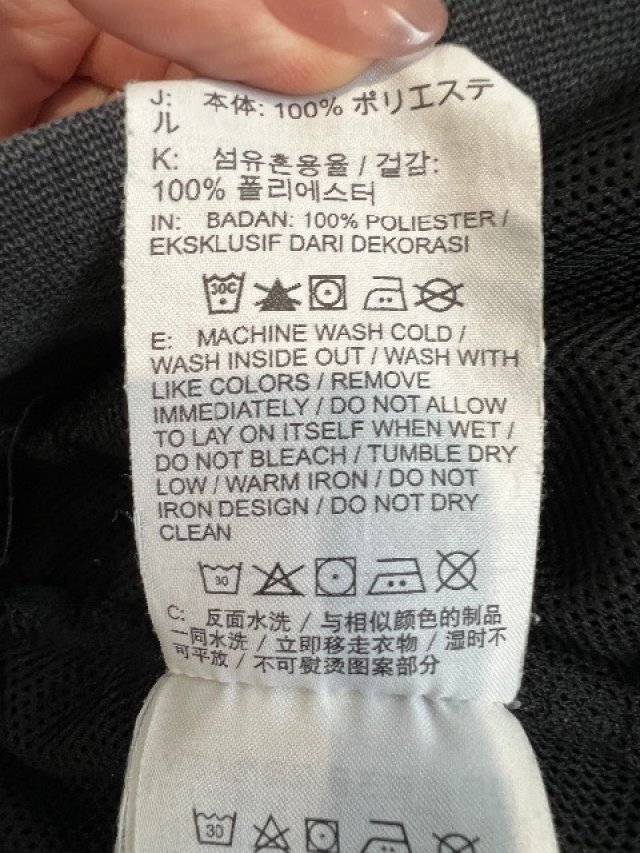 J: 本体: 100% ポリエステ
ル
K: 섬유혼용율 / 겉감:
100% 폴리에스터
IN: BADAN: 100% POLIESTER /
EKSKLUSIF DARI DEKORASI
30C
E: MACHINE WASH COLD /
WASH INSIDE OUT / WASH WITH
LIKE COLORS / REMOVE
IMMEDIATELY / DO NOT ALLOW
TO LAY ON ITSELF WHEN WET /
DO NOT BLEACH / TUMBLE DRY
LOW / WARM IRON / DO NOT
IRON DESIGN / DO NOT DRY
CLEAN
30
C: 反面水洗 / 与相似颜色的制品
一同水洗 / 立即移走衣物 / 湿时不
可平放 / 不可熨烫图案部分
30